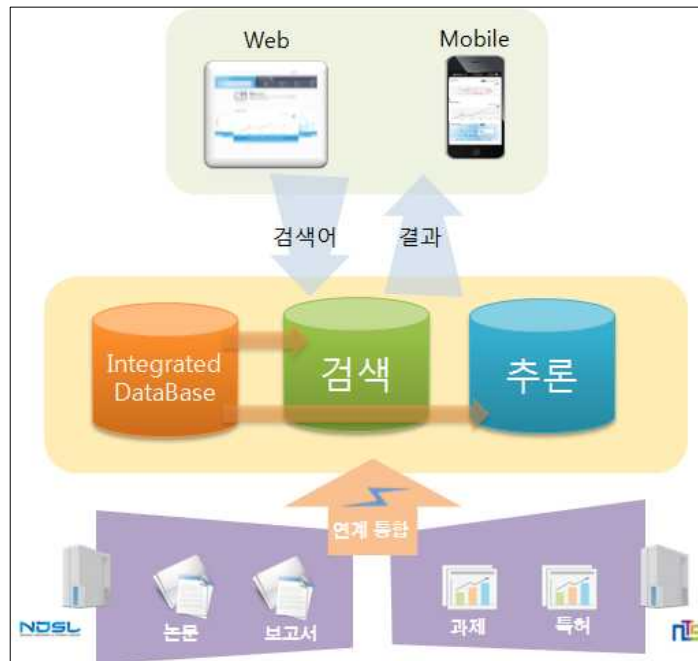 Web
Mobile
검색어
결과
Integrated
DataBase
검색
추론
연계 통합
논문
보고서
과제
특허
NDSL